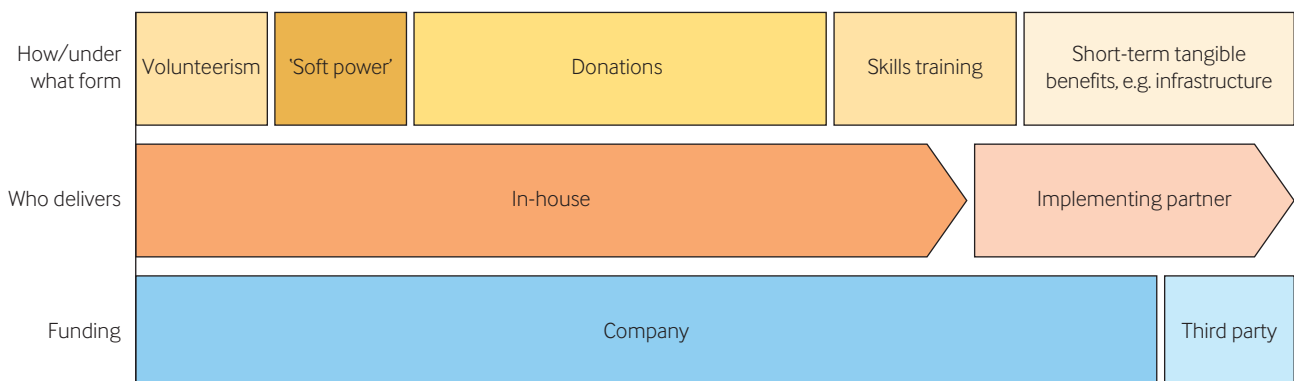 How/under
what form
Volunteerism
‘Soft power’
Donations
Skills training
Short-term tangible
benefits, e.g. infrastructure
Who delivers
In-house
Implementing partner
Funding
Company
Third party